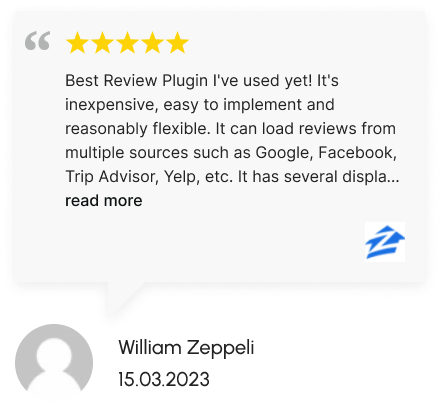 Best Review Plugin I've used yet! It's
inexpensive, easy to implement and
reasonably flexible. It can load reviews from
multiple sources such as Google, Facebook,
Trip Advisor, Yelp, etc. It has several displa...
read more
William Zeppeli
15.03.2023